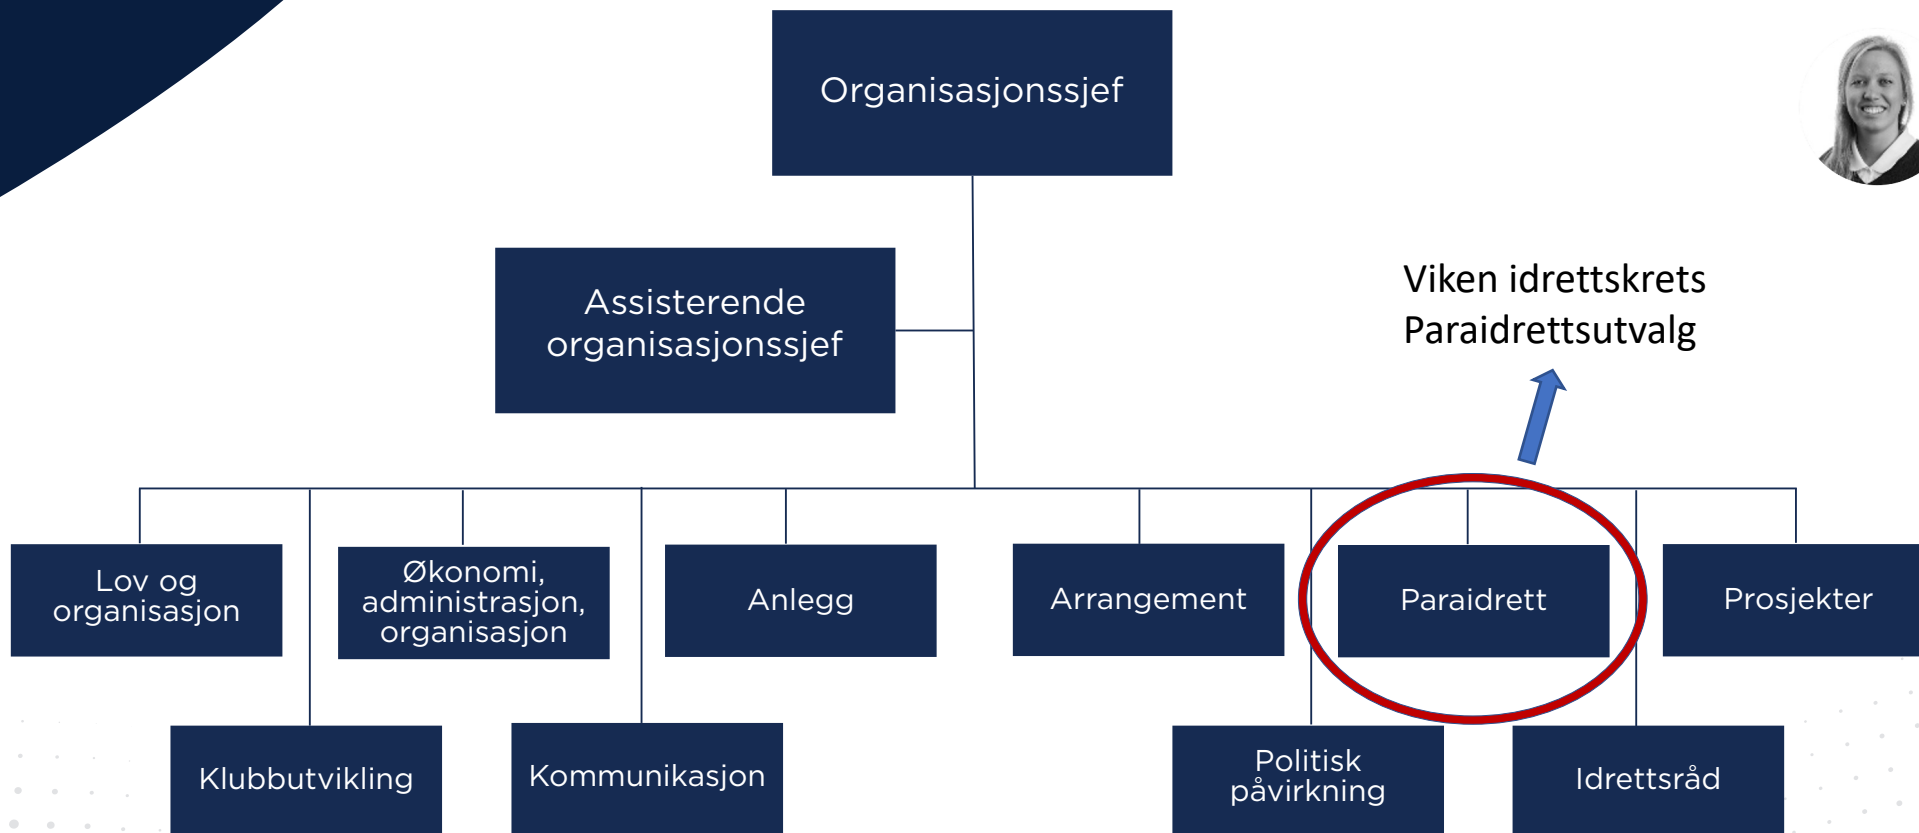 Organisasjonssjef
Assisterende
organisasjonssjef
Viken idrettskrets
Paraidrettsutvalg
Lov og
organisasjon
Økonomi,
administrasjon,
organisasjon
Anlegg
Arrangement
Paraidrett
Prosjekter
Klubbutvikling
Kommunikasjon
Politisk
påvirkning
Idrettsråd